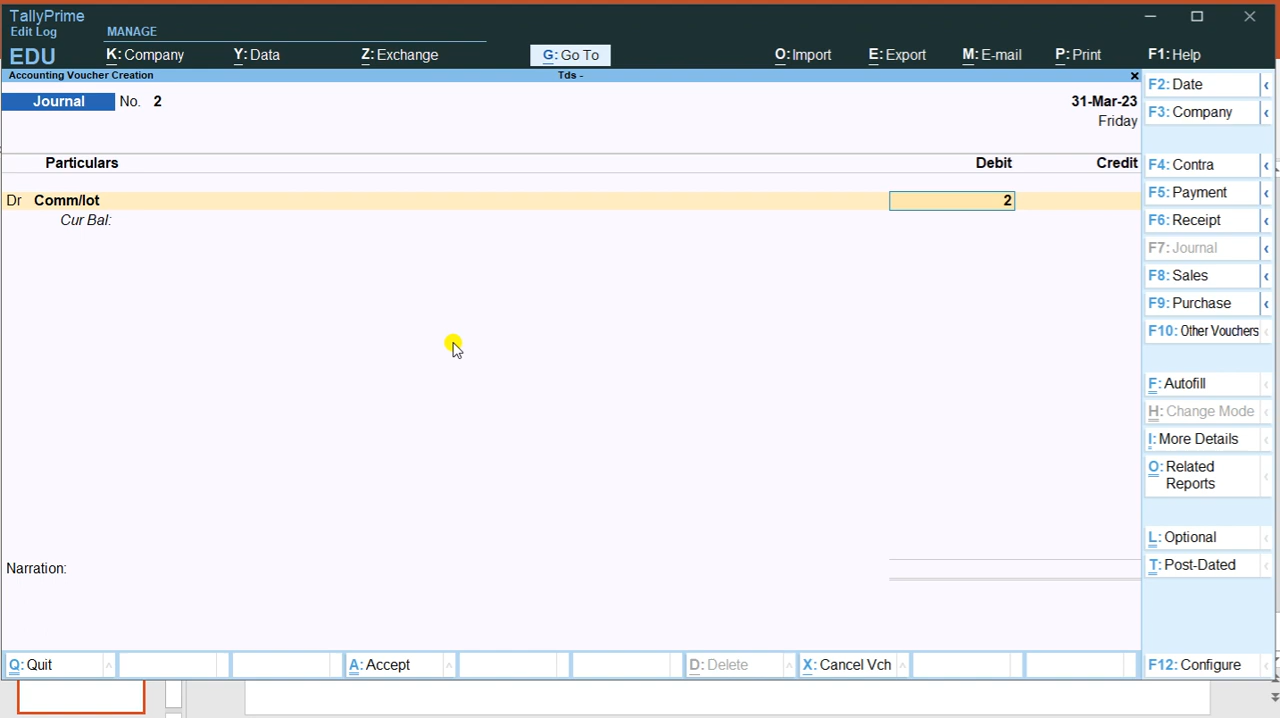 TallyPrime
Edit Log MANAGE
EDU K: Company Y: Data Z: Exchange G: Go To O: Import E: Export M: E-mail P: Print F1: Help
Accounting Voucher Creation Tds - ×
Journal No. 2 31-Mar-23
Friday
Particulars Debit Credit
Dr Comm/lot 2
Cur Bal:
Narration:
F2: Date
F3: Company
F4: Contra
F5: Payment
F6: Receipt
F7: Journal
F8: Sales
F9: Purchase
F10: Other Vouchers
F: Autofill
H: Change Mode
I: More Details
O: Related
Reports
L: Optional
T: Post-Dated
Q: Quit A: Accept D: Delete X: Cancel Vch F12: Configure